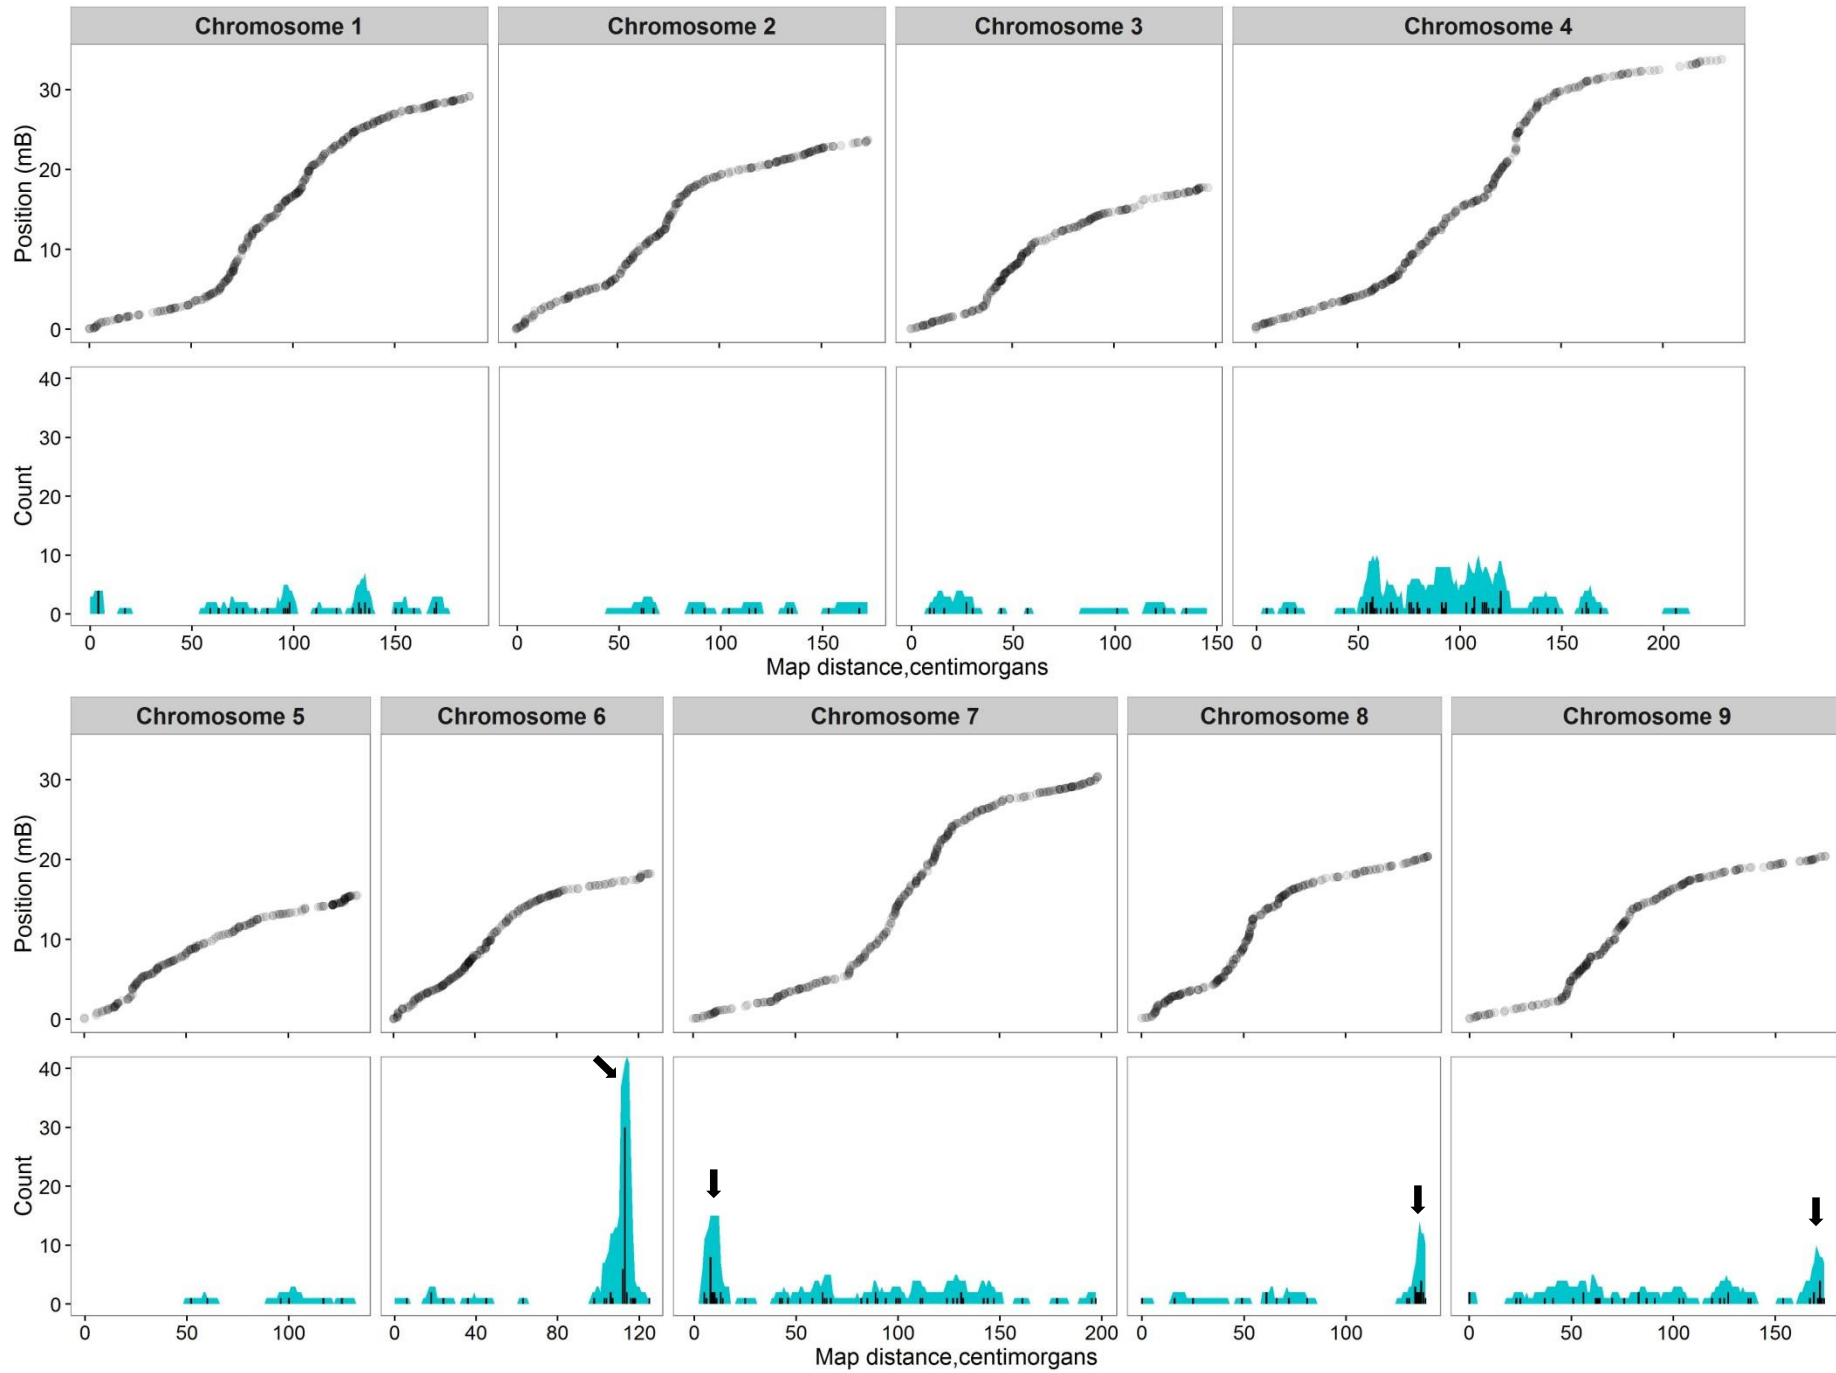 Chromosome 1 Chromosome 2 Chromosome 3 Chromosome 4
Position (mB)
30
20
10
0
Count
40
30
20
10
0
0 50 100 150 0 50 100 150 0 50 100 150 0 50 100 150 200
Map distance,centimorgans
Chromosome 5 Chromosome 6 Chromosome 7 Chromosome 8 Chromosome 9
Position (mB)
30
20
10
0
Count
40
30
20
10
0
0 50 100 0 40 80 120 0 50 100 150 200 0 50 100 0 50 100 150
Map distance,centimorgans